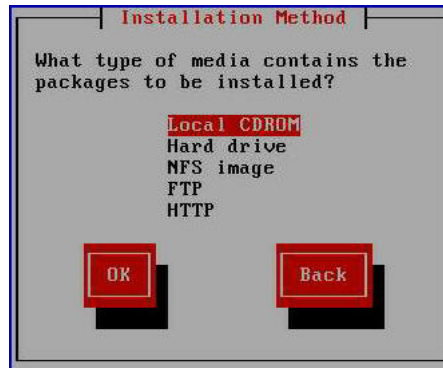 Installation Method
What type of media contains the
packages to be installed?
Local CDROM
Hard drive
NFS image
FTP
HTTP
OK Back